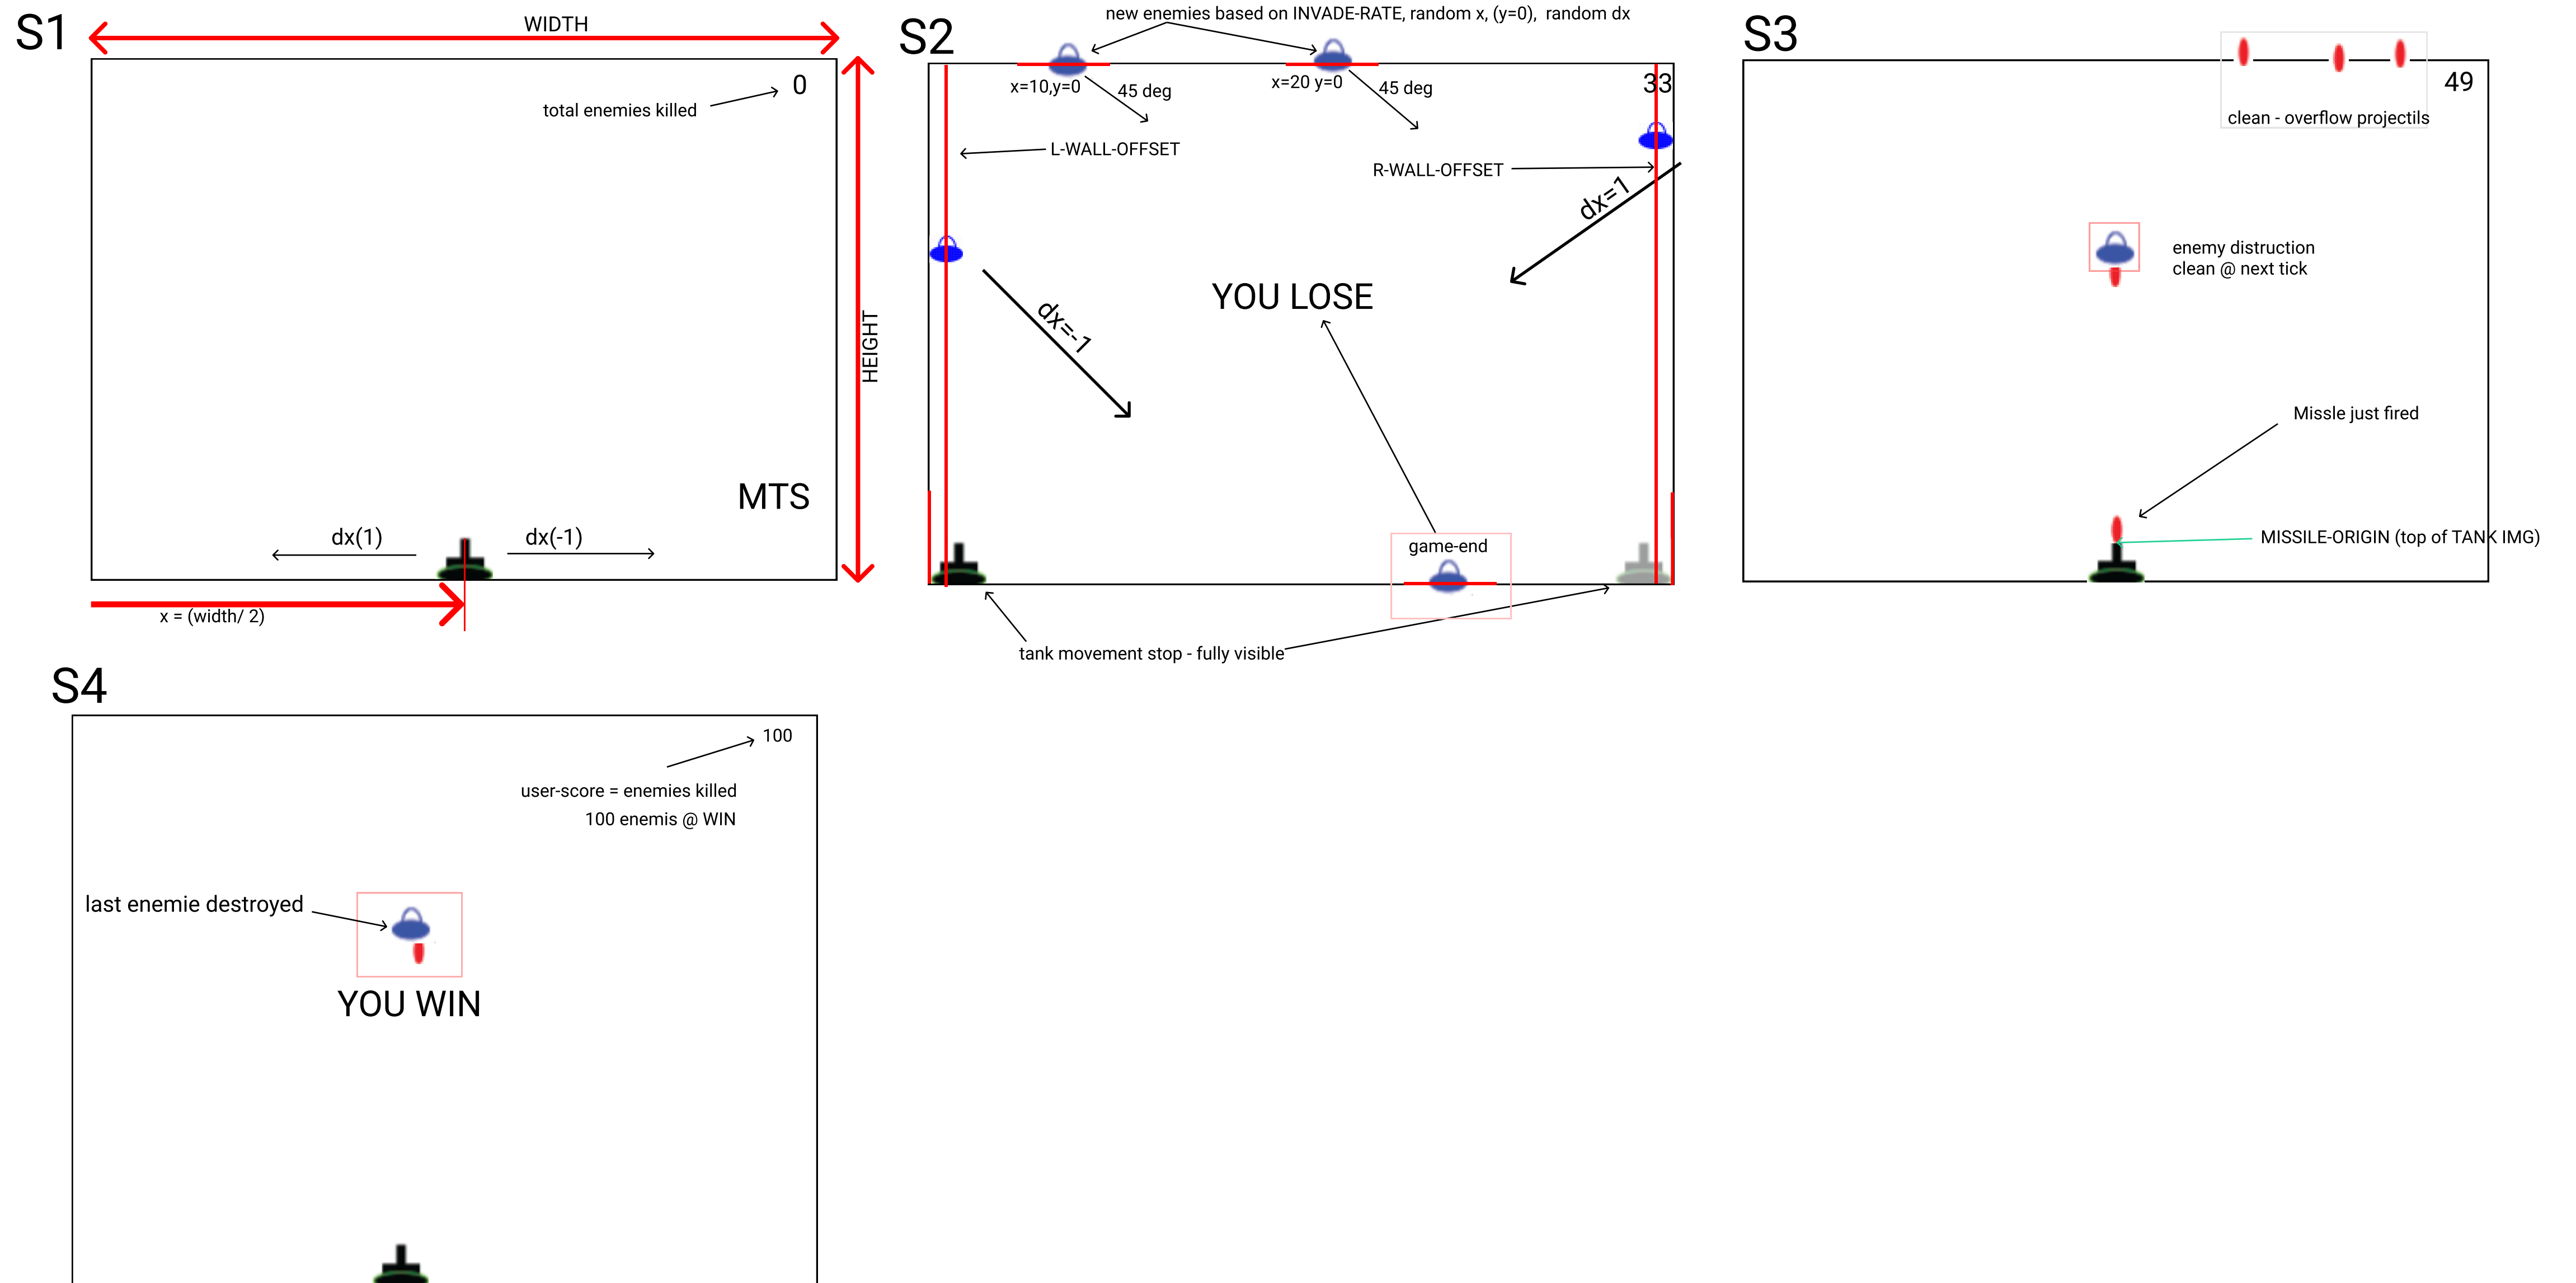 S1
WIDTH
0
total enemies killed
HEIGHT
MTS
dx(1)
dx(-1)
x = (width/ 2)
S2
new enemies based on INVADE-RATE, random x, (y=0), random dx
x=10,y=0
45 deg
x=20 y=0
45 deg
33
L-WALL-OFFSET
R-WALL-OFFSET
dx=1
dx=-1
YOU LOSE
game-end
tank movement stop - fully visible
S3
49
clean - overflow projectils
enemy distruction
clean @ next tick
Missle just fired
MISSILE-ORIGIN (top of TANK IMG)
S4
100
user-score = enemies killed
100 enemis @ WIN
last enemie destroyed
YOU WIN